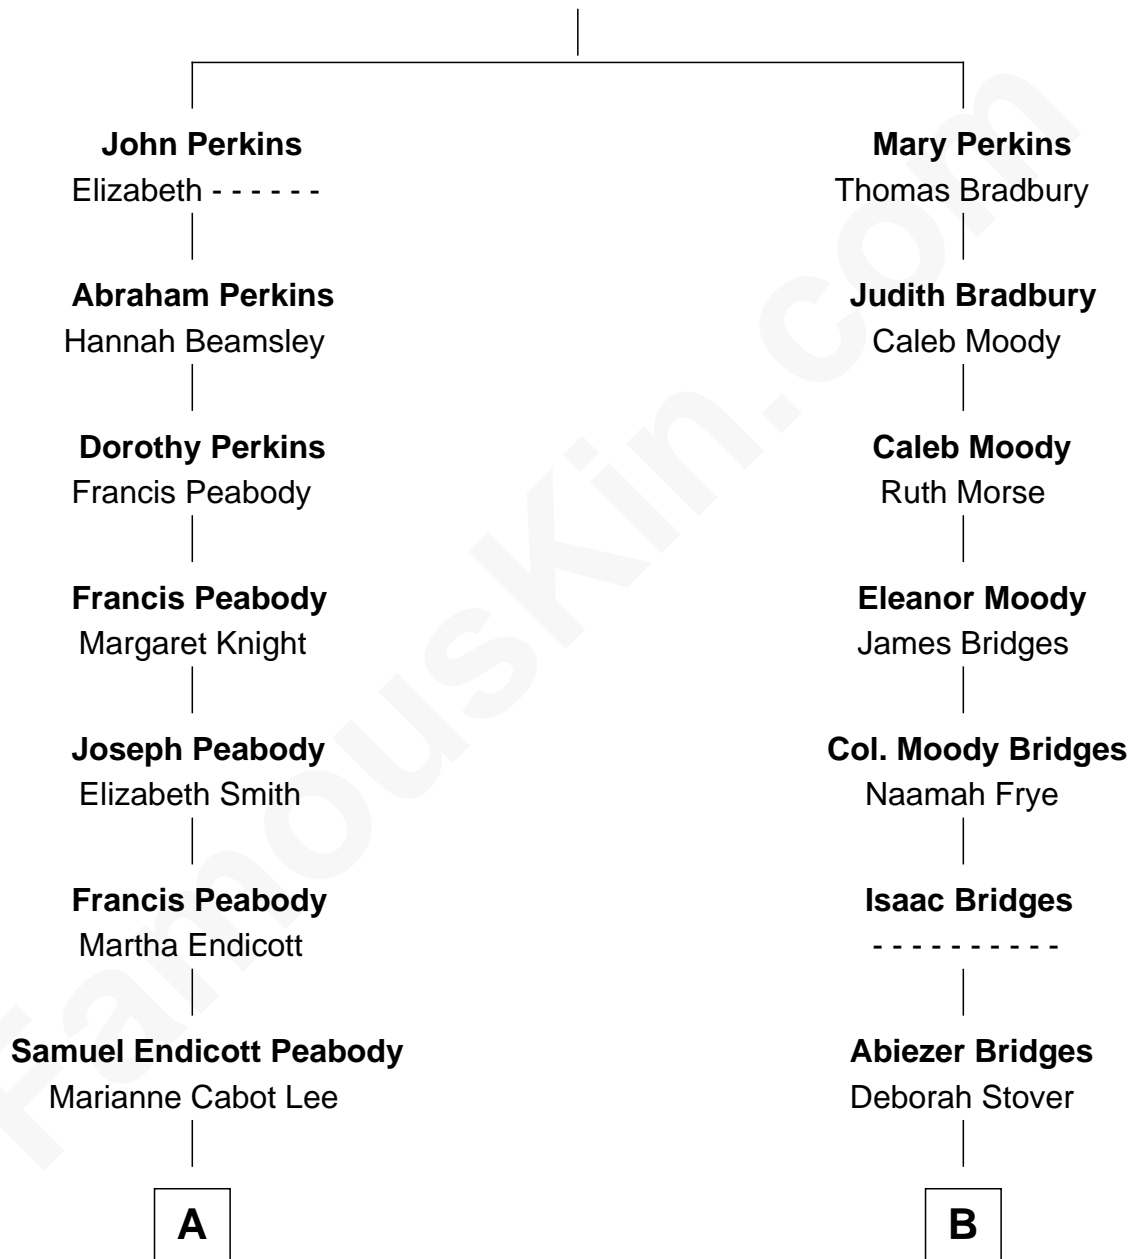 John Perkins
Elizabeth - - - - - -
Mary Perkins
Thomas Bradbury
Abraham Perkins
Hannah Beamsley
Judith Bradbury
Caleb Moody
Dorothy Perkins
Francis Peabody
Caleb Moody
Ruth Morse
Francis Peabody
Margaret Knight
Eleanor Moody
James Bridges
Joseph Peabody
Elizabeth Smith
Col. Moody Bridges
Naamah Frye
Francis Peabody
Martha Endicott
Isaac Bridges
- - - - - - - - - -
Samuel Endicott Peabody
Marianne Cabot Lee
Abiezer Bridges
Deborah Stover
A
B
FamousKin.com